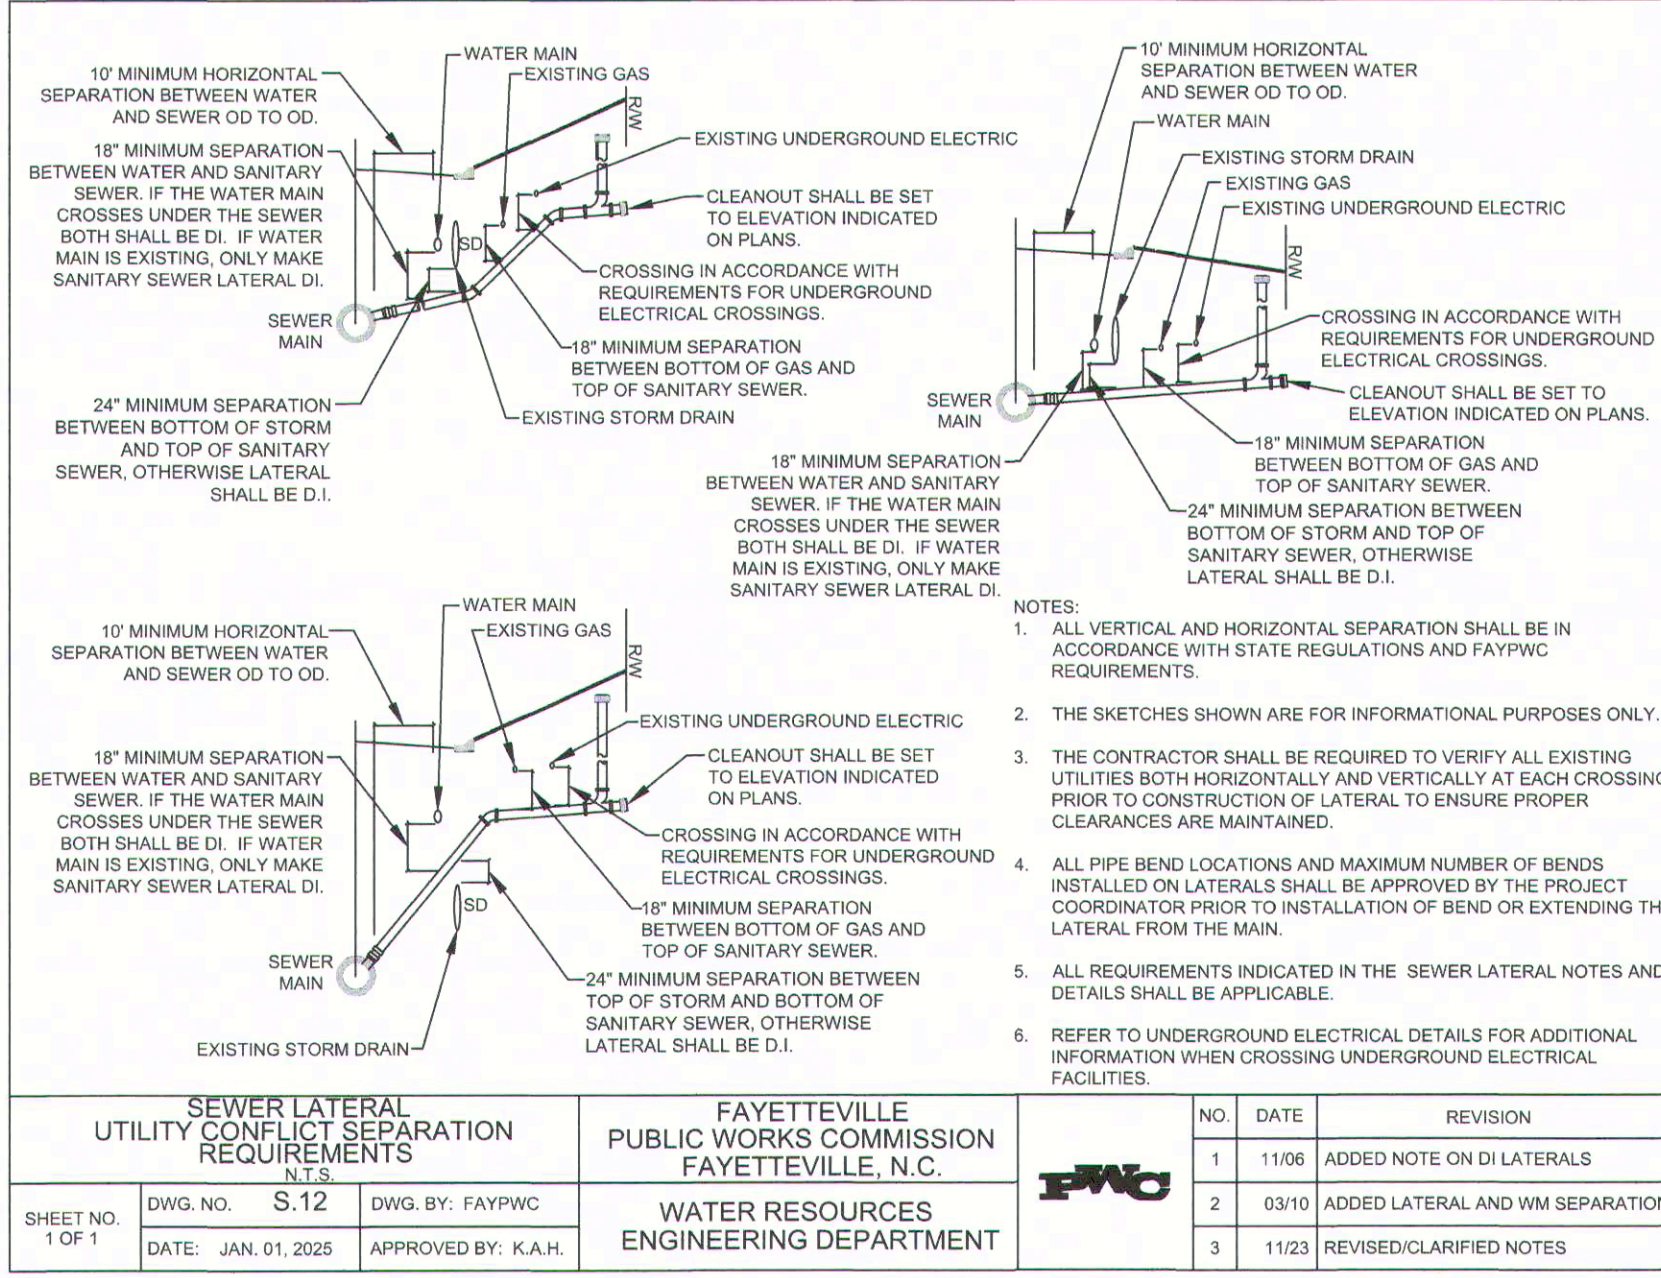 10' MINIMUM HORIZONTAL
SEPARATION BETWEEN WATER
AND SEWER OD TO OD.
WATER MAIN
EXISTING GAS
R/W
EXISTING UNDERGROUND ELECTRIC
18" MINIMUM SEPARATION
BETWEEN WATER AND SANITARY
SEWER. IF THE WATER MAIN
CROSSES UNDER THE SEWER
BOTH SHALL BE DI. IF WATER
MAIN IS EXISTING, ONLY MAKE
SANITARY SEWER LATERAL DI.
CLEANOUT SHALL BE SET
TO ELEVATION INDICATED
ON PLANS.
SD
CROSSING IN ACCORDANCE WITH
REQUIREMENTS FOR UNDERGROUND
ELECTRICAL CROSSINGS.
SEWER
MAIN
18" MINIMUM SEPARATION
BETWEEN BOTTOM OF GAS AND
TOP OF SANITARY SEWER.
EXISTING STORM DRAIN
24" MINIMUM SEPARATION
BETWEEN BOTTOM OF STORM
AND TOP OF SANITARY
SEWER, OTHERWISE LATERAL
SHALL BE D.I.
10' MINIMUM HORIZONTAL
SEPARATION BETWEEN WATER
AND SEWER OD TO OD.
WATER MAIN
EXISTING STORM DRAIN
EXISTING GAS
EXISTING UNDERGROUND ELECTRIC
R/W
CROSSING IN ACCORDANCE WITH
REQUIREMENTS FOR UNDERGROUND
ELECTRICAL CROSSINGS.
CLEANOUT SHALL BE SET TO
ELEVATION INDICATED ON PLANS.
SEWER
MAIN
18" MINIMUM SEPARATION
BETWEEN BOTTOM OF GAS AND
TOP OF SANITARY SEWER.
18" MINIMUM SEPARATION
BETWEEN WATER AND SANITARY
SEWER. IF THE WATER MAIN
CROSSES UNDER THE SEWER
BOTH SHALL BE DI. IF WATER
MAIN IS EXISTING, ONLY MAKE
SANITARY SEWER LATERAL DI.
24" MINIMUM SEPARATION BETWEEN
BOTTOM OF STORM AND TOP OF
SANITARY SEWER, OTHERWISE
LATERAL SHALL BE D.I.
10' MINIMUM HORIZONTAL
SEPARATION BETWEEN WATER
AND SEWER OD TO OD.
WATER MAIN
EXISTING GAS
R/W
EXISTING UNDERGROUND ELECTRIC
18" MINIMUM SEPARATION
BETWEEN WATER AND SANITARY
SEWER. IF THE WATER MAIN
CROSSES UNDER THE SEWER
BOTH SHALL BE DI. IF WATER
MAIN IS EXISTING, ONLY MAKE
SANITARY SEWER LATERAL DI.
CLEANOUT SHALL BE SET
TO ELEVATION INDICATED
ON PLANS.
CROSSING IN ACCORDANCE WITH
REQUIREMENTS FOR UNDERGROUND
ELECTRICAL CROSSINGS.
SD
18" MINIMUM SEPARATION
BETWEEN BOTTOM OF GAS AND
TOP OF SANITARY SEWER.
SEWER
MAIN
24" MINIMUM SEPARATION BETWEEN
TOP OF STORM AND BOTTOM OF
SANITARY SEWER, OTHERWISE
LATERAL SHALL BE D.I.
EXISTING STORM DRAIN
NOTES:
1. ALL VERTICAL AND HORIZONTAL SEPARATION SHALL BE IN
ACCORDANCE WITH STATE REGULATIONS AND FAYPWC
REQUIREMENTS.
2. THE SKETCHES SHOWN ARE FOR INFORMATIONAL PURPOSES ONLY.
3. THE CONTRACTOR SHALL BE REQUIRED TO VERIFY ALL EXISTING
UTILITIES BOTH HORIZONTALLY AND VERTICALLY AT EACH CROSSING
PRIOR TO CONSTRUCTION OF LATERAL TO ENSURE PROPER
CLEARANCES ARE MAINTAINED.
4. ALL PIPE BEND LOCATIONS AND MAXIMUM NUMBER OF BENDS
INSTALLED ON LATERALS SHALL BE APPROVED BY THE PROJECT
COORDINATOR PRIOR TO INSTALLATION OF BEND OR EXTENDING TH
LATERAL FROM THE MAIN.
5. ALL REQUIREMENTS INDICATED IN THE SEWER LATERAL NOTES AND
DETAILS SHALL BE APPLICABLE.
6. REFER TO UNDERGROUND ELECTRICAL DETAILS FOR ADDITIONAL
INFORMATION WHEN CROSSING UNDERGROUND ELECTRICAL
FACILITIES.
SEWER LATERAL
UTILITY CONFLICT SEPARATION
REQUIREMENTS
N.T.S.
SHEET NO.
1 OF 1
DWG. NO. S.12
DWG. BY: FAYPWC
DATE: JAN. 01, 2025
APPROVED BY: K.A.H.
FAYETTEVILLE
PUBLIC WORKS COMMISSION
FAYETTEVILLE, N.C.
WATER RESOURCES
ENGINEERING DEPARTMENT
PWC
NO. DATE REVISION
1 11/06 ADDED NOTE ON DI LATERALS
2 03/10 ADDED LATERAL AND WM SEPARATION
3 11/23 REVISED/CLARIFIED NOTES